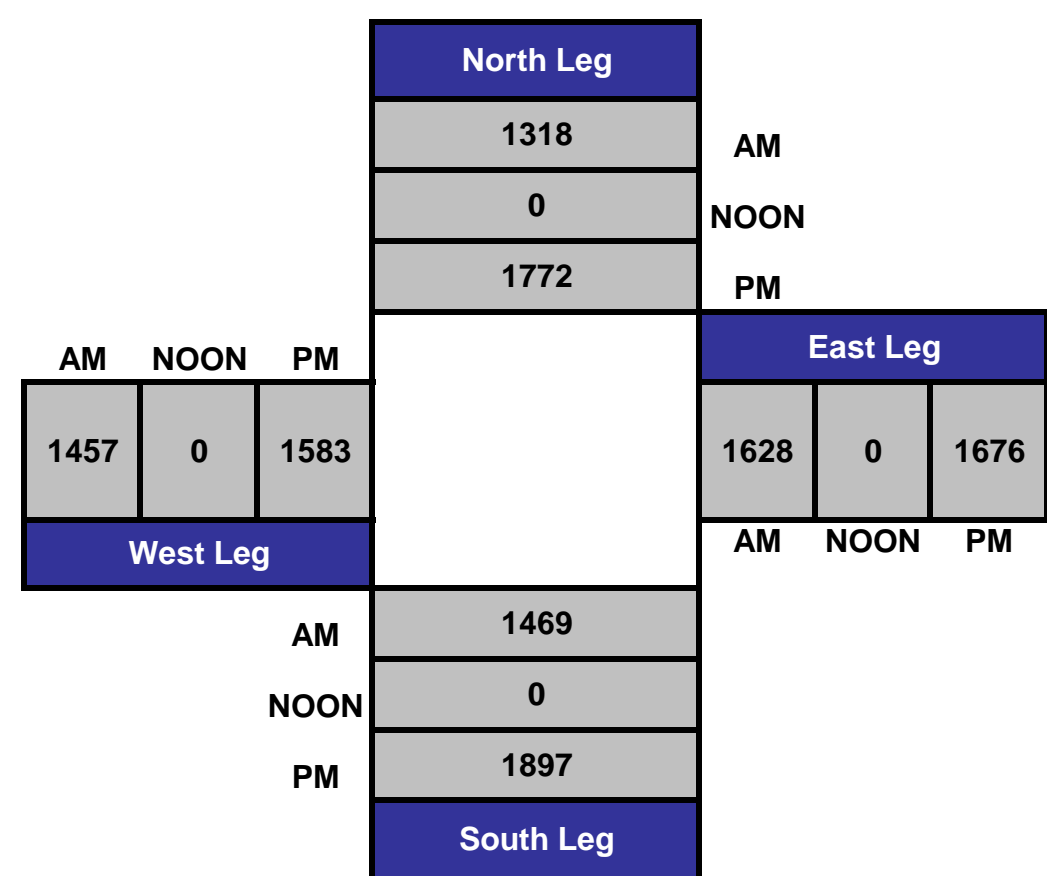 North Leg
1318 AM
0 NOON
1772 PM
East Leg
AM NOON PM
1457 0 1583
1628 0 1676
West Leg
AM NOON PM
AM 1469
NOON 0
PM 1897
South Leg